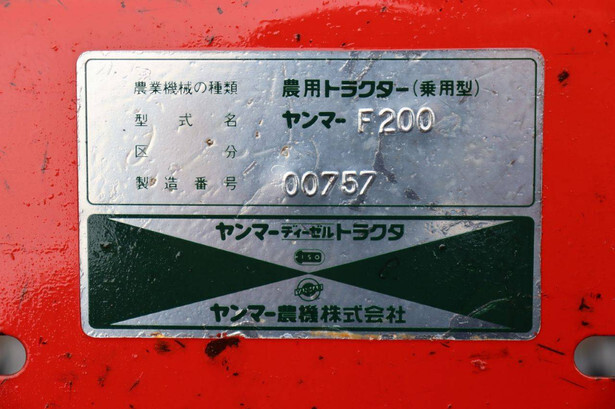 農業機械の種類 農用トラクター(乗用型)
型式名 ヤンマー F200
区分
製造番号 00757
ヤンマーディーゼルトラクタ
ヤンマー農機株式会社